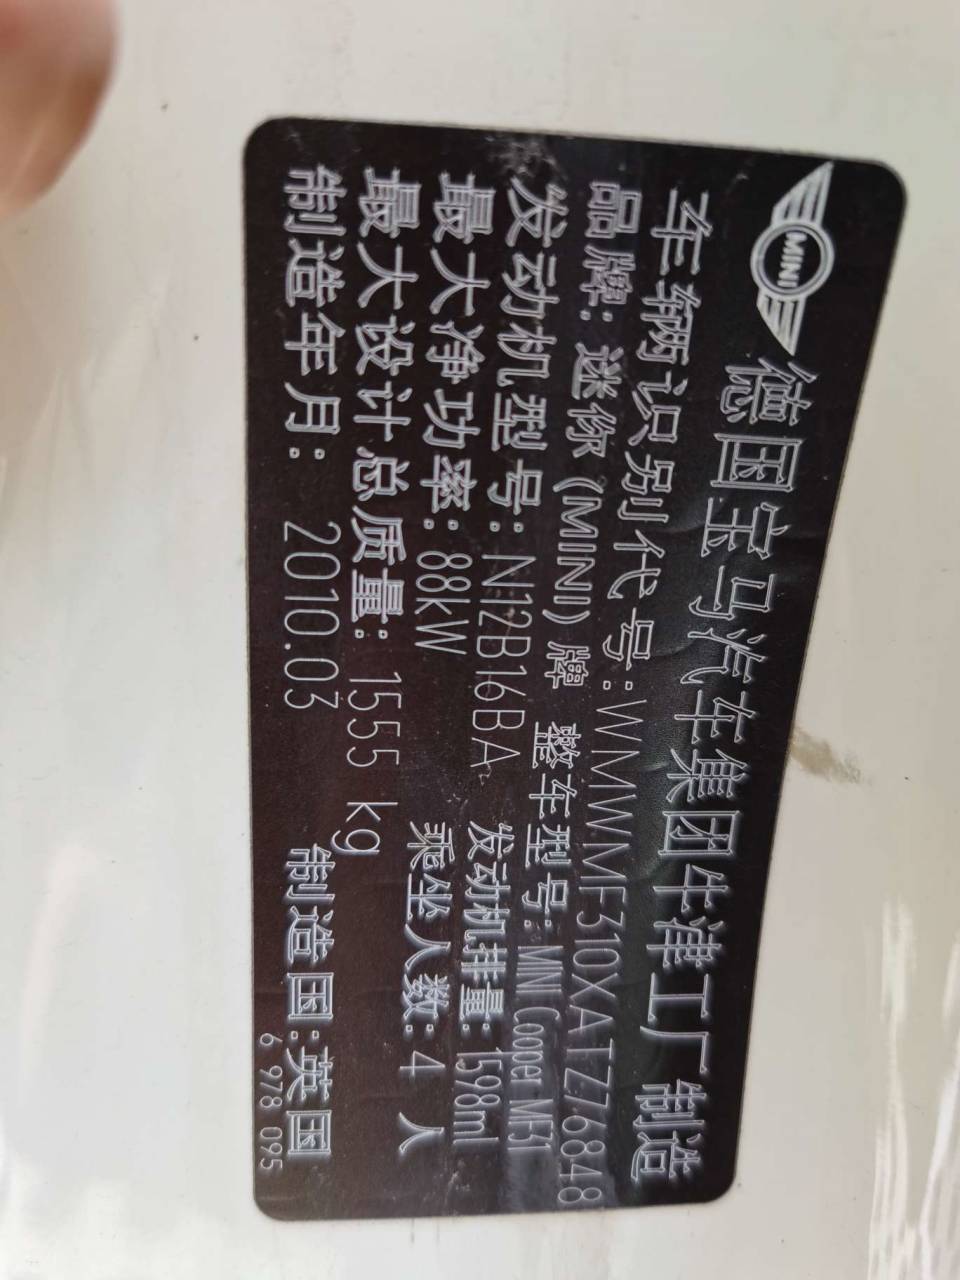 MINI 德国宝马汽车集团牛津工厂 制造
车辆识别代号:WMWMF310XATZ76848
品牌:迷你(MINI)牌 整车型号:MINI Cooper MF31
发动机型号:N12B16BA 发动机排量:1598ml
最大净功率:88kW 乘坐人数:4 人
最大设计总质量:1555 kg
制造年月:2010.03 制造国:英国
6 978 095